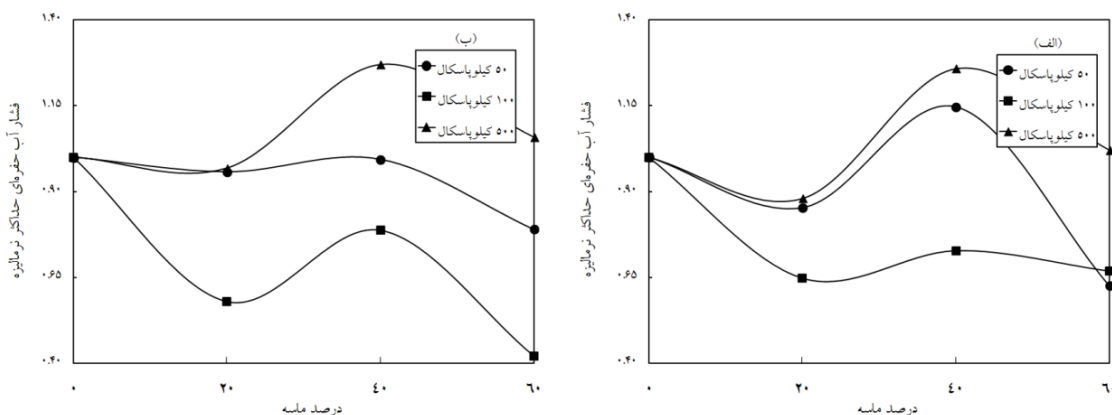 (الف)
۵۰ کیلوپاسکال
۱۰۰ کیلوپاسکال
۵۰۰ کیلوپاسکال
فشار آب حفره‌ای حداکثر نرمالیزه
۱.۴۰
۱.۱۵
۰.۹۰
۰.۶۵
۰.۴۰
۰ ۲۰ ۴۰ ۶۰
درصد ماسه
(ب)
۵۰ کیلوپاسکال
۱۰۰ کیلوپاسکال
۵۰۰ کیلوپاسکال
فشار آب حفره‌ای حداکثر نرمالیزه
۱.۴۰
۱.۱۵
۰.۹۰
۰.۶۵
۰.۴۰
۰ ۲۰ ۴۰ ۶۰
درصد ماسه